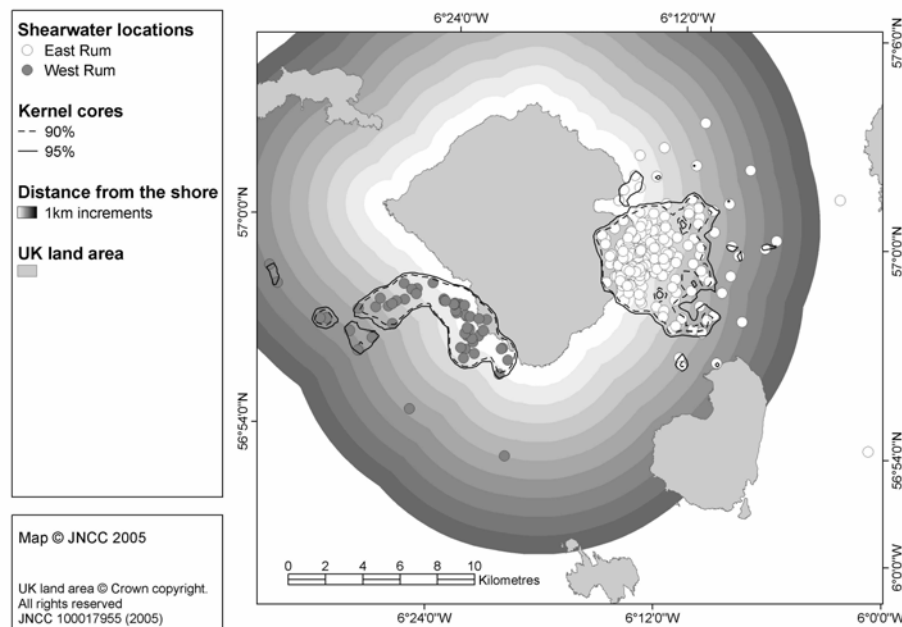 Shearwater locations
East Rum
West Rum
Kernel cores
90%
95%
Distance from the shore
1km increments
UK land area
Map © JNCC 2005
UK land area © Crown copyright.
All rights reserved
JNCC 100017955 (2005)
6°24'0"W
6°12'0"W
57°6'0"N
57°0'0"N
57°0'0"N
56°54'0"N
56°54'0"N
0 2 4 6 8 10
Kilometres
6°24'0"W
6°12'0"W
6°0'0"W
6°0'0"W